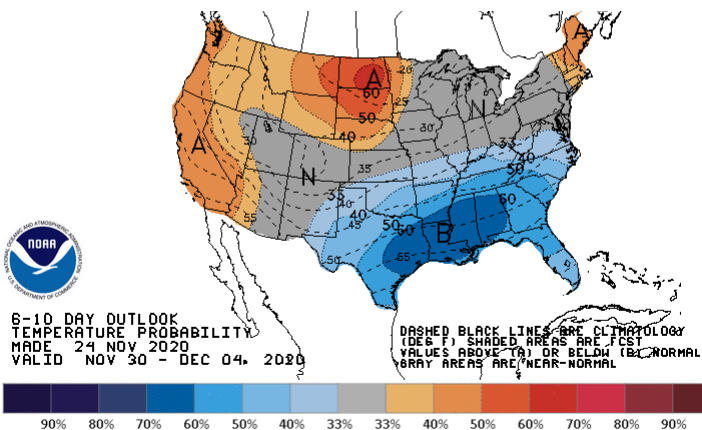 A
A
A
60
50
40
26
25
30
30
35
N
N
33
40
50
60
35
40
40
45
50
60
B
55
50
65
NATIONAL OCEANIC AND ATMOSPHERIC ADMINISTRATION
NOAA
U.S. DEPARTMENT OF COMMERCE
6-10 DAY OUTLOOK
TEMPERATURE PROBABILITY
MADE 24 NOV 2020
VALID NOV 30 - DEC 04, 2020
DASHED BLACK LINES ARE CLIMATOLOGY
(DEG F) SHADED AREAS ARE FCST
VALUES ABOVE (A) OR BELOW (B) NORMAL
GRAY AREAS ARE NEAR-NORMAL
90% 80% 70% 60% 50% 40% 33% 33% 40% 50% 60% 70% 80% 90%